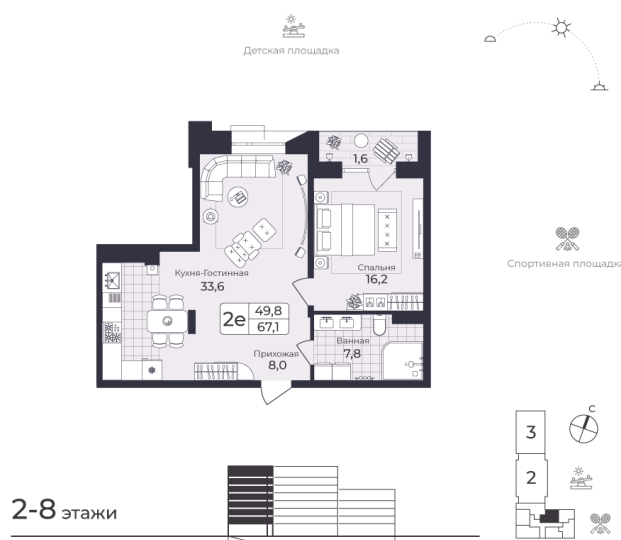 Детская площадка
1,6
Спортивная площадка
Кухня-Гостинная
33,6
Спальня
16,2
2е
49,8
67,1
Ванная
7,8
Прихожая
8,0
С
3
2
2-8 этажи